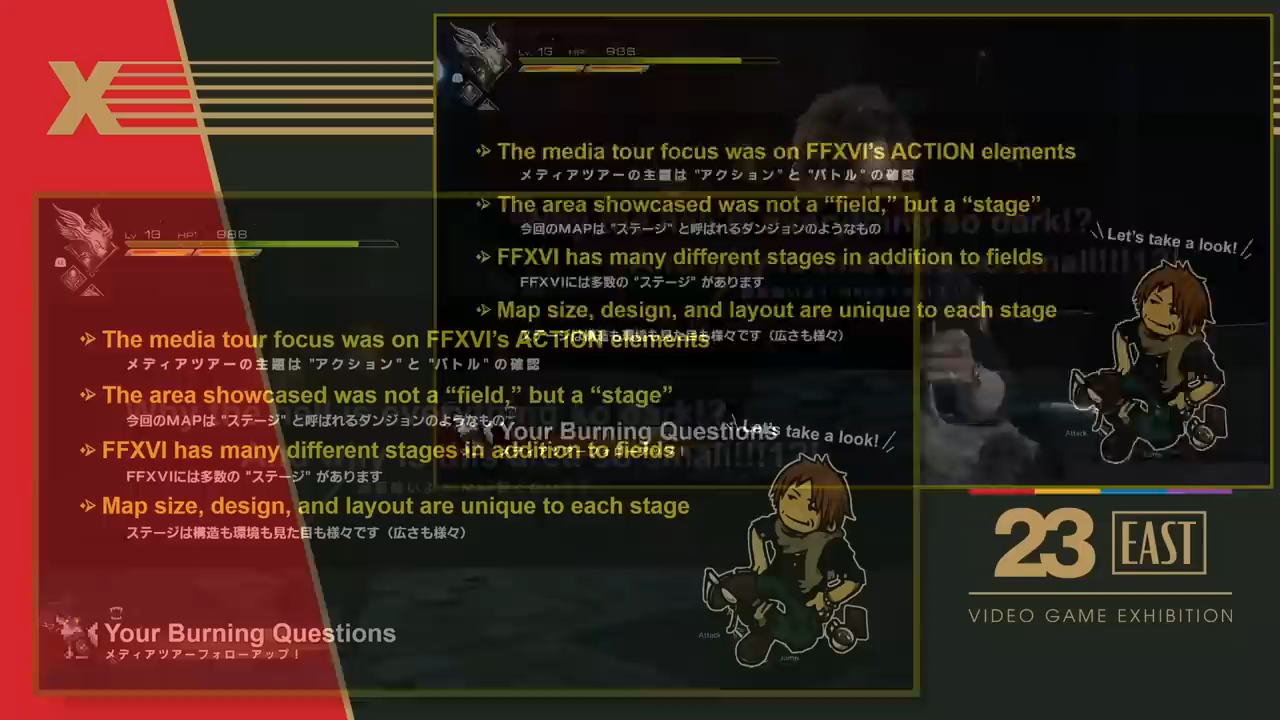 X
Lv. 13 HP 988
The media tour focus was on FFXVI's ACTION elements
メディアツアーの主題は "アクション" と "バトル" の確認
The area showcased was not a “field,” but a “stage”
今回のMAPは "ステージ" と呼ばれるダンジョンのようなもの
FFXVI has many different stages in addition to fields
FFXVIには多数の "ステージ" があります
Map size, design, and layout are unique to each stage
ステージは構造も環境も見た目も様々です（広さも様々）
Let's take a look!
Attack
Your Burning Questions
Lv 13 HP 988
The media tour focus was on FFXVI's ACTION elements
メディアツアーの主題は "アクション" と "バトル" の確認
The area showcased was not a “field,” but a “stage”
今回のMAPは "ステージ" と呼ばれるダンジョンのようなもの
FFXVI has many different stages in addition to fields
FFXVIには多数の "ステージ" があります
Map size, design, and layout are unique to each stage
ステージは構造も環境も見た目も様々です（広さも様々）
Let's take a look!
Attack
Jump
Your Burning Questions
メディアツアーフォローアップ！
23 EAST
VIDEO GAME EXHIBITION